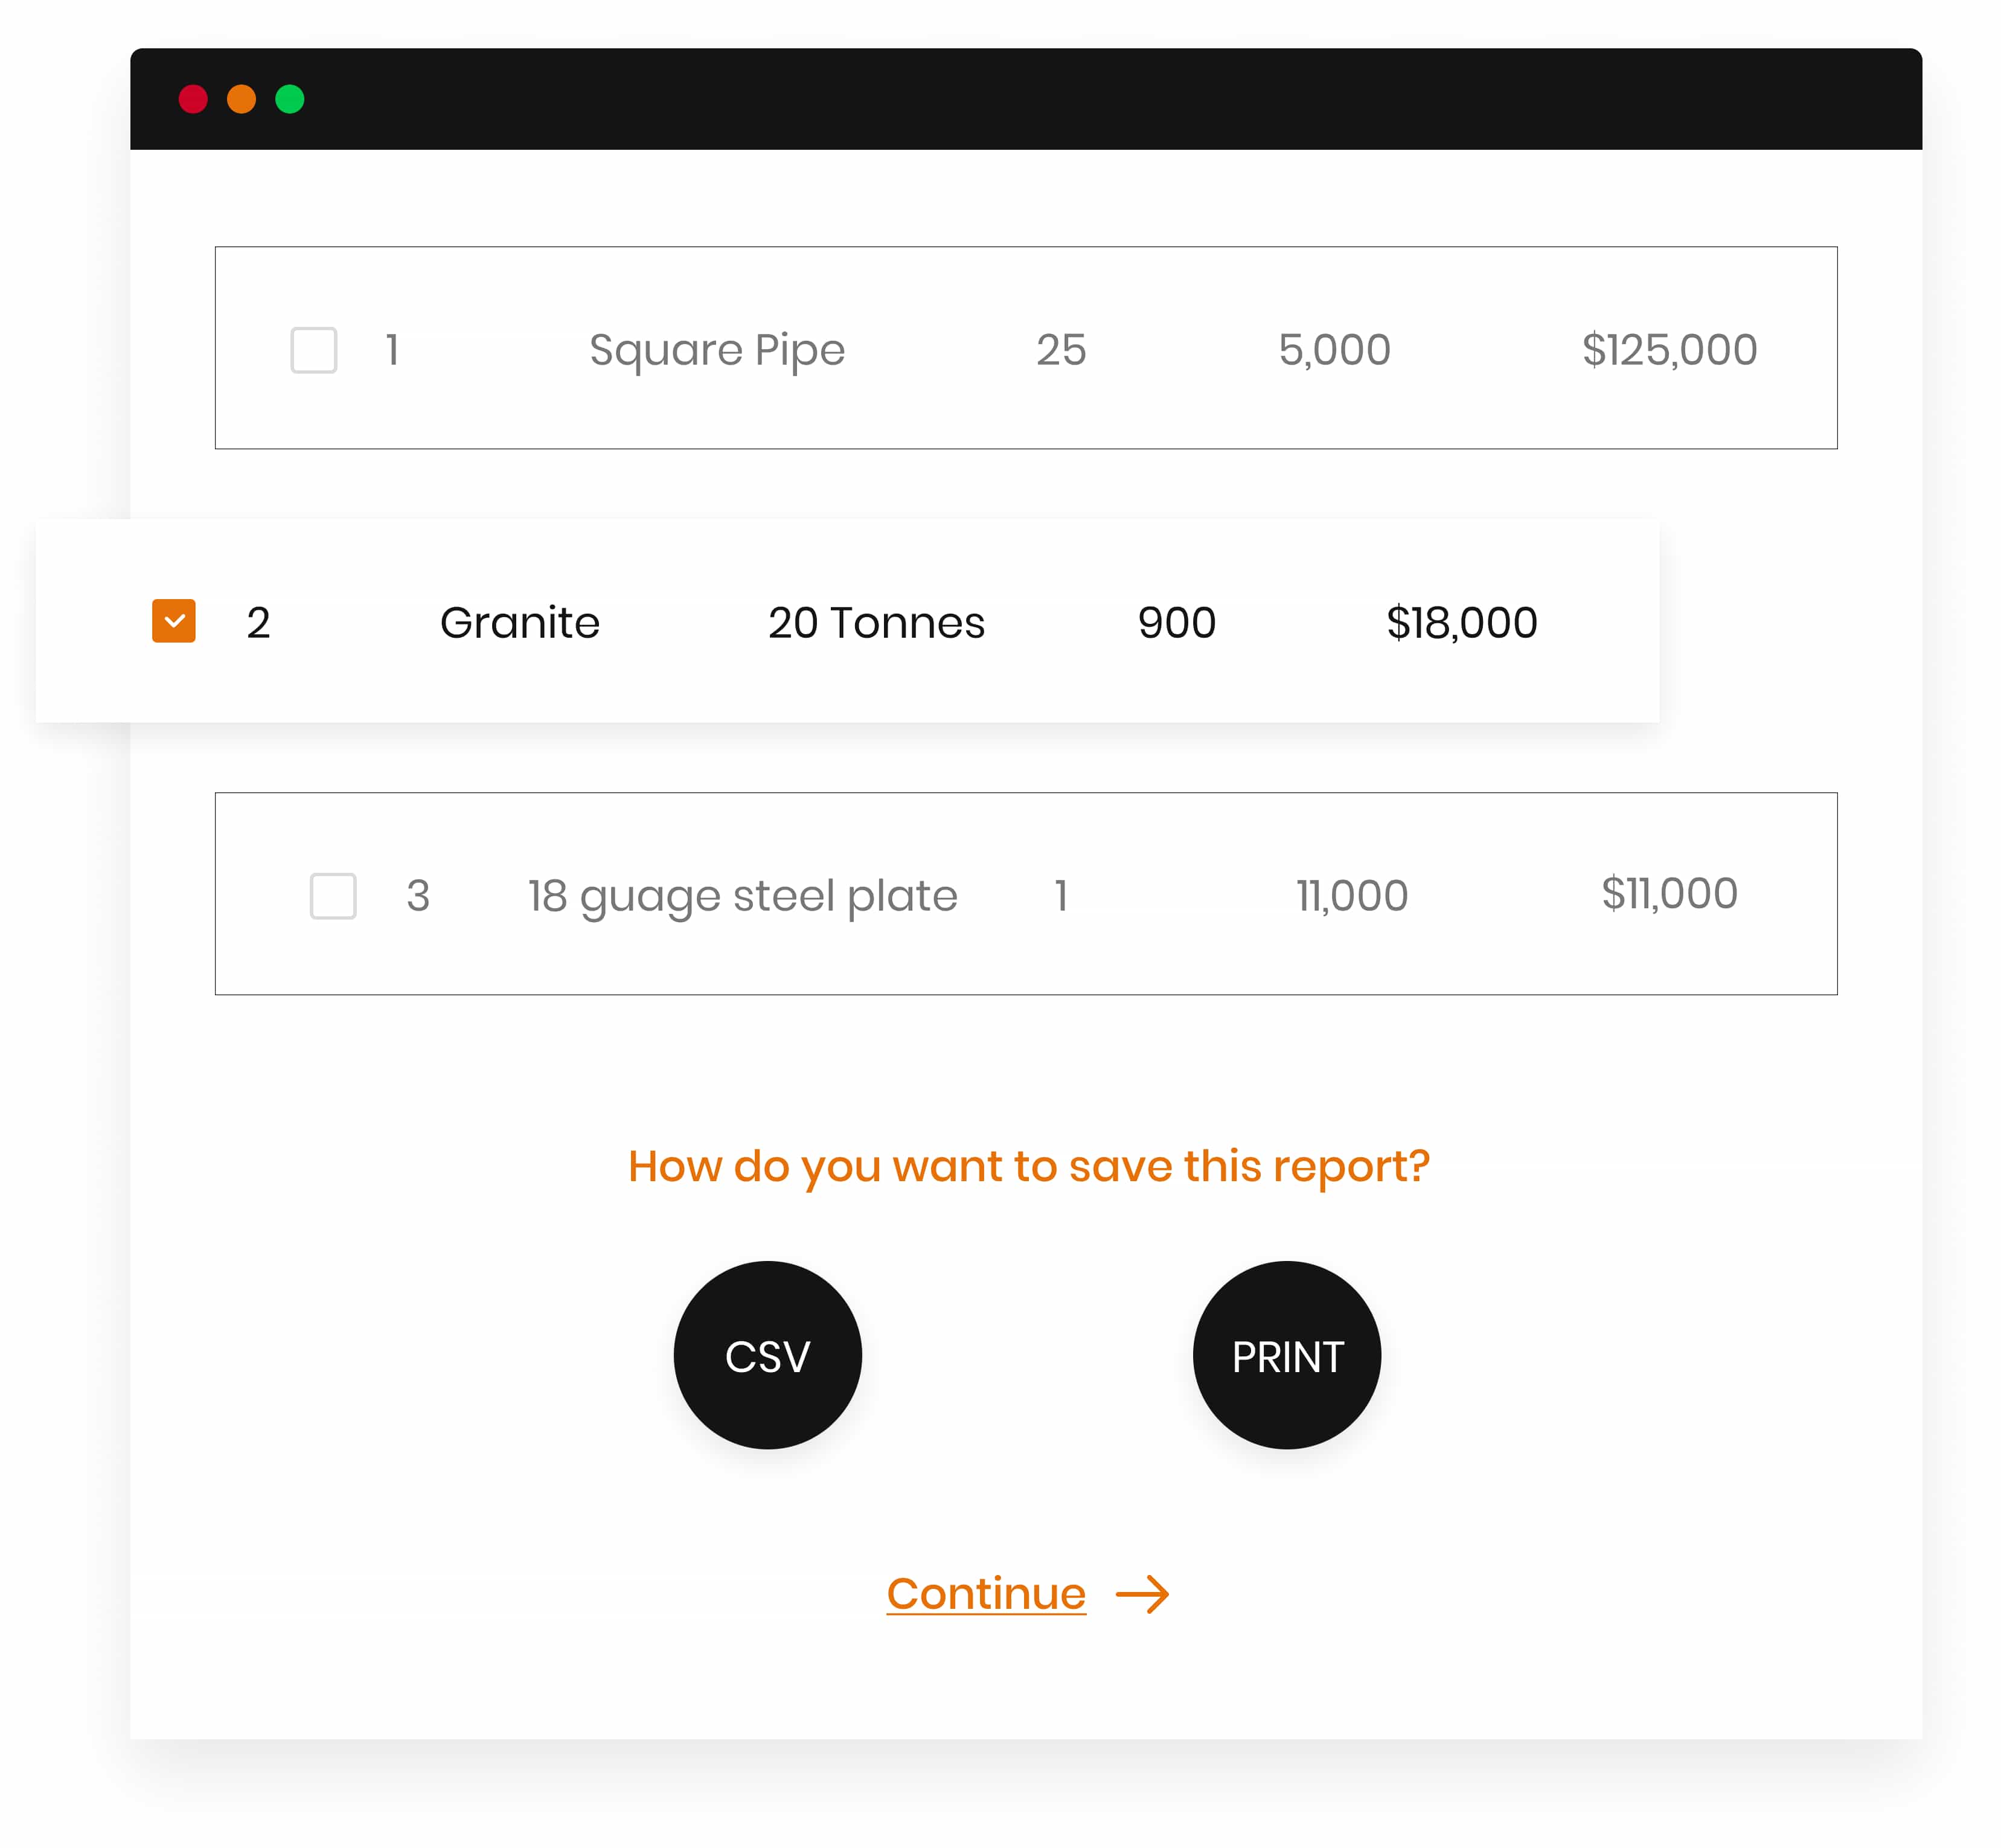 1 Square Pipe 25 5,000 $125,000
2 Granite 20 Tonnes 900 $18,000
3 18 guage steel plate 1 11,000 $11,000
How do you want to save this report?
CSV PRINT
Continue